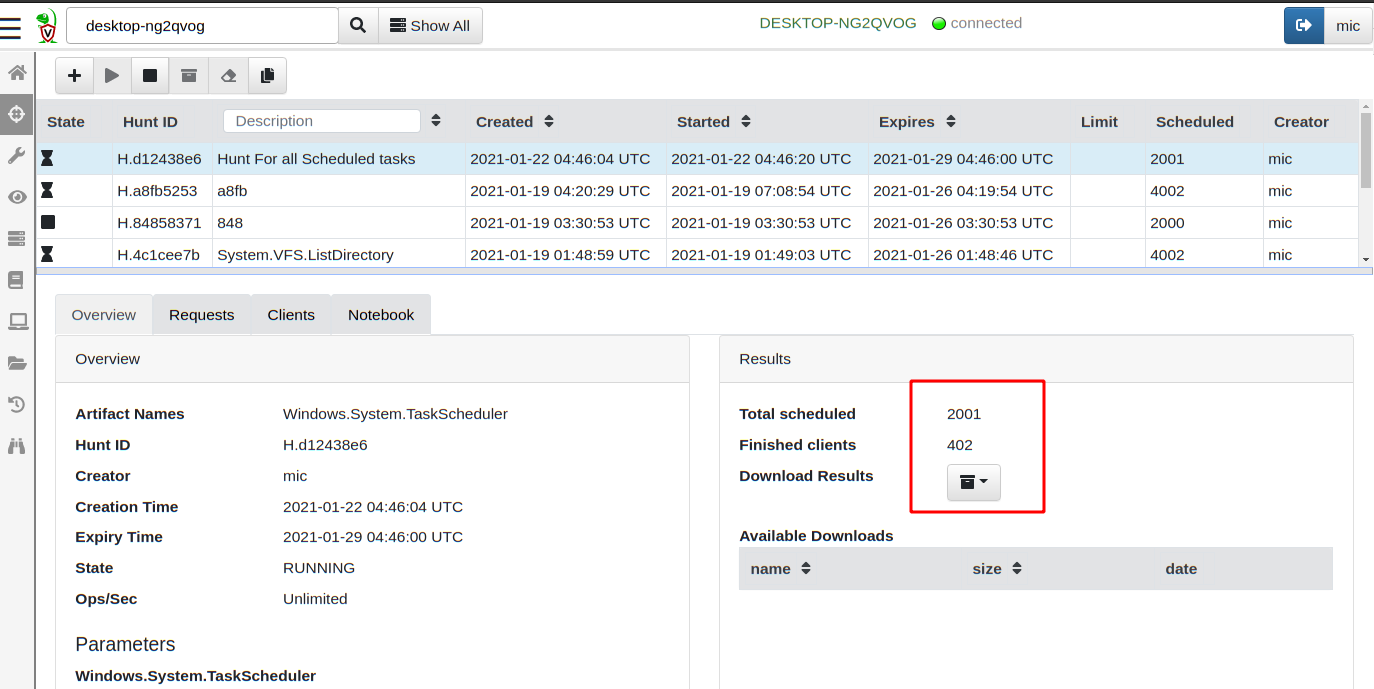 desktop-ng2qvog Show All DESKTOP-NG2QVOG connected mic
State Hunt ID Description Created Started Expires Limit Scheduled Creator
H.d12438e6 Hunt For all Scheduled tasks 2021-01-22 04:46:04 UTC 2021-01-22 04:46:20 UTC 2021-01-29 04:46:00 UTC 2001 mic
H.a8fb5253 a8fb 2021-01-19 04:20:29 UTC 2021-01-19 07:08:54 UTC 2021-01-26 04:19:54 UTC 4002 mic
H.84858371 848 2021-01-19 03:30:53 UTC 2021-01-19 03:30:53 UTC 2021-01-26 03:30:53 UTC 2000 mic
H.4c1cee7b System.VFS.ListDirectory 2021-01-19 01:48:59 UTC 2021-01-19 01:49:03 UTC 2021-01-26 01:48:46 UTC 4002 mic
Overview Requests Clients Notebook
Overview
Artifact Names Windows.System.TaskScheduler
Hunt ID H.d12438e6
Creator mic
Creation Time 2021-01-22 04:46:04 UTC
Expiry Time 2021-01-29 04:46:00 UTC
State RUNNING
Ops/Sec Unlimited
Parameters
Windows.System.TaskScheduler
Results
Total scheduled 2001
Finished clients 402
Download Results
Available Downloads
name size date